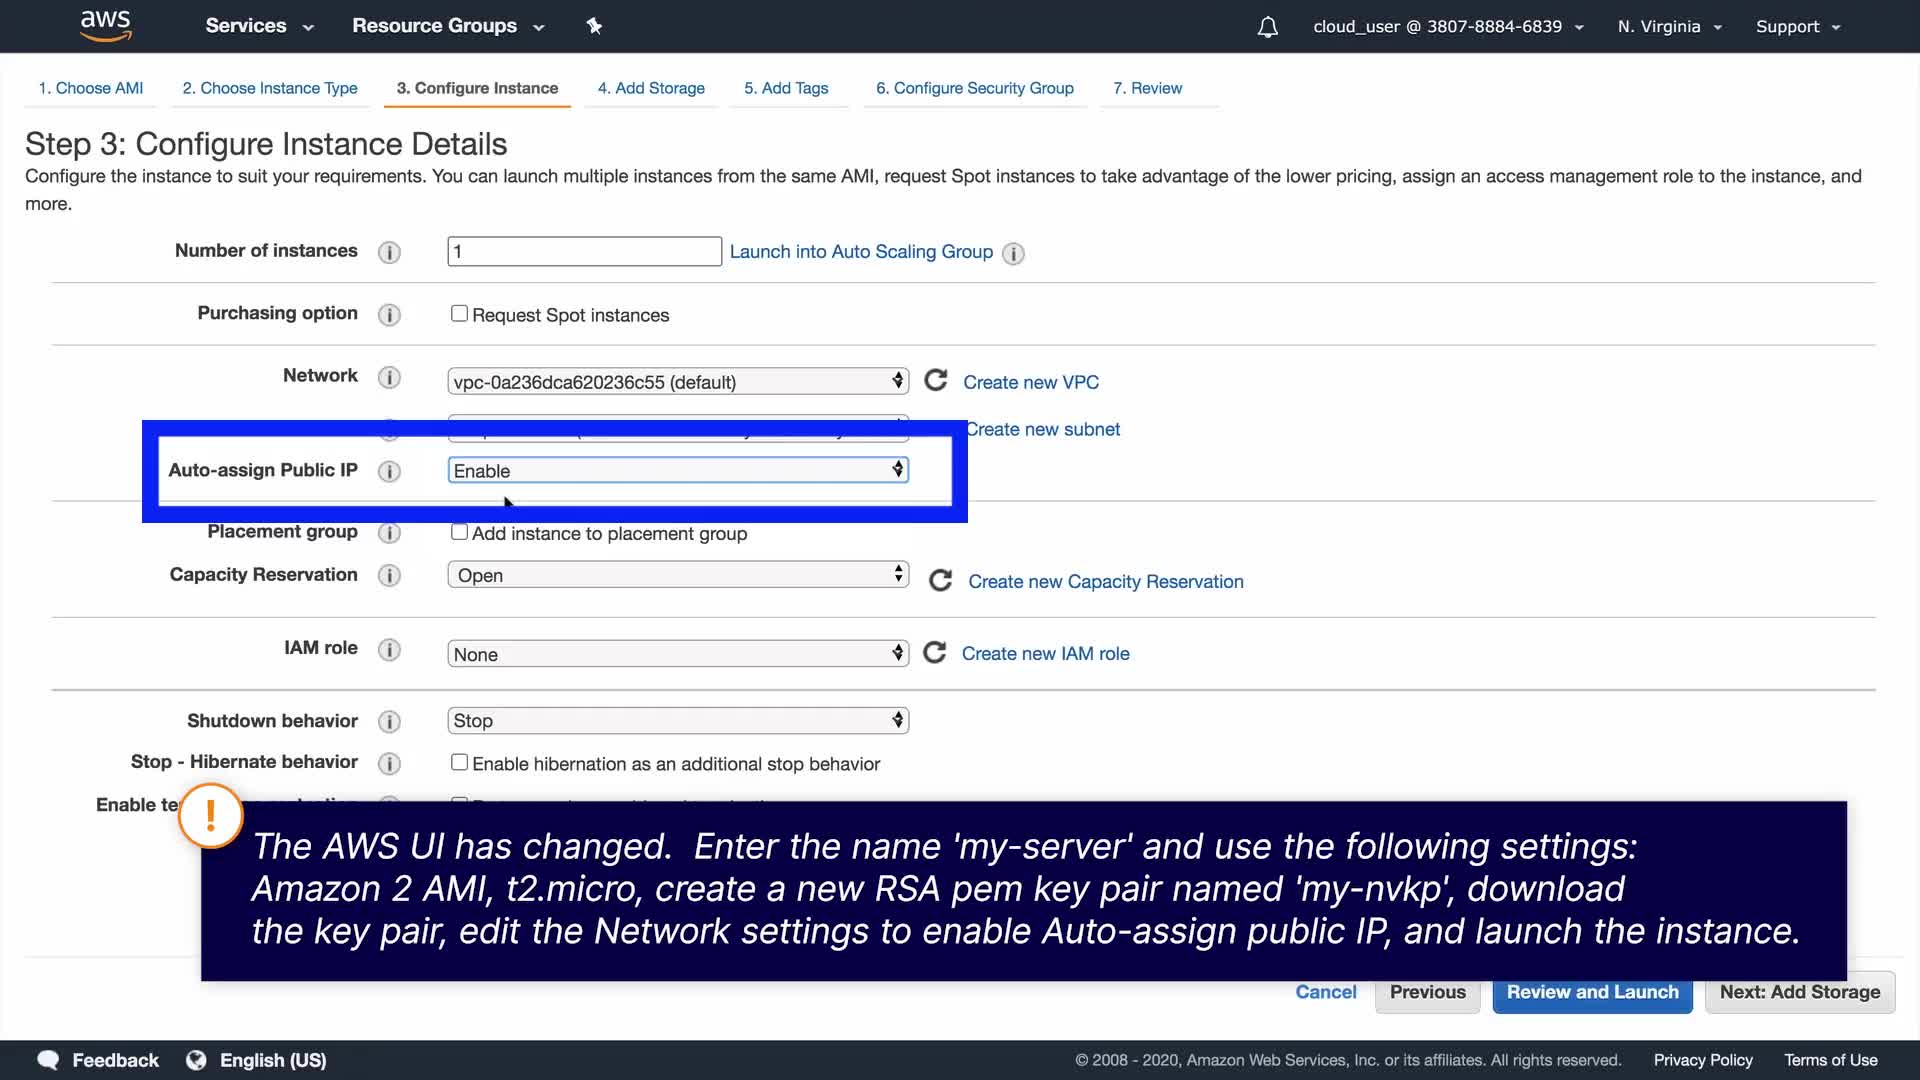 aws Services Resource Groups cloud_user @ 3807-8884-6839 N. Virginia Support
1. Choose AMI 2. Choose Instance Type 3. Configure Instance 4. Add Storage 5. Add Tags 6. Configure Security Group 7. Review
Step 3: Configure Instance Details
Configure the instance to suit your requirements. You can launch multiple instances from the same AMI, request Spot instances to take advantage of the lower pricing, assign an access management role to the instance, and
more.
Number of instances 1 Launch into Auto Scaling Group
Purchasing option Request Spot instances
Network vpc-0a236dca620236c55 (default) Create new VPC
Create new subnet
Auto-assign Public IP Enable
Placement group Add instance to placement group
Capacity Reservation Open Create new Capacity Reservation
IAM role None Create new IAM role
Shutdown behavior Stop
Stop - Hibernate behavior Enable hibernation as an additional stop behavior
Enable
!
The AWS UI has changed. Enter the name 'my-server' and use the following settings:
Amazon 2 AMI, t2.micro, create a new RSA pem key pair named 'my-nvkp', download
the key pair, edit the Network settings to enable Auto-assign public IP, and launch the instance.
Cancel Previous Review and Launch Next: Add Storage
Feedback English (US) © 2008 - 2020, Amazon Web Services, Inc. or its affiliates. All rights reserved. Privacy Policy Terms of Use